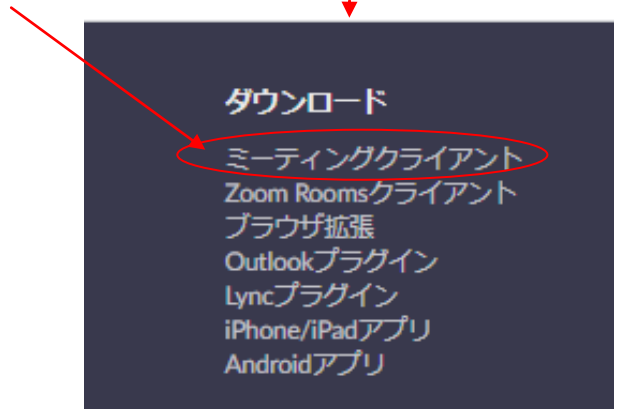 ダウンロード
ミーティングクライアント
Zoom Roomsクライアント
ブラウザ拡張
Outlookプラグイン
Lyncプラグイン
iPhone/iPadアプリ
Androidアプリ